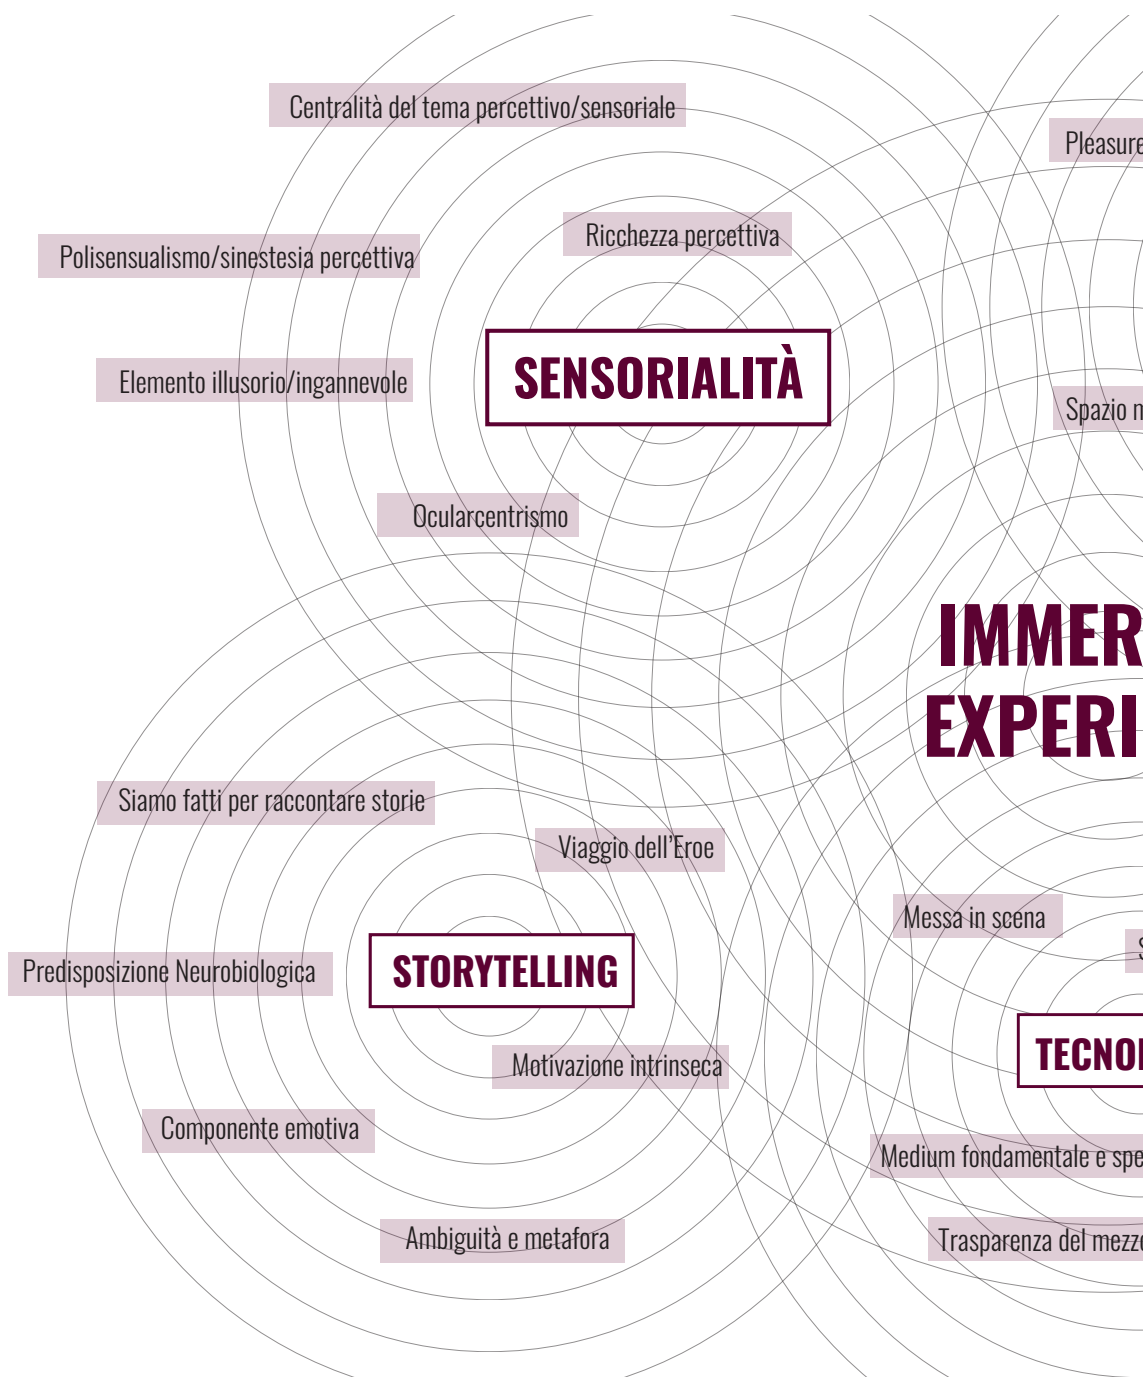 Centralità del tema percettivo/sensoriale
Pleasure
Ricchezza percettiva
Polisensualismo/sinestesia percettiva
SENSORIALITÀ
Elemento illusorio/ingannevole
Spazio
Ocularcentrismo
IMMER
EXPERI
Siamo fatti per raccontare storie
Viaggio dell'Eroe
Messa in scena
Predisposizione Neurobiologica
STORYTELLING
TECNO
Motivazione intrinseca
Componente emotiva
Medium fondamentale e spe
Ambiguità e metafora
Trasparenza del mezz